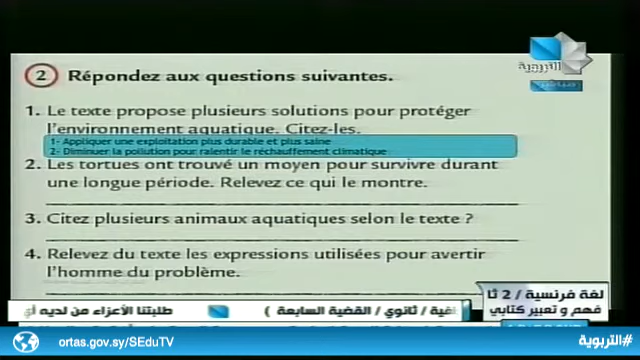 التربوية
مباشر
2 Répondez aux questions suivantes.
1. Le texte propose plusieurs solutions pour protéger
l'environnement aquatique. Citez-les.
1- Appliquer une exploitation plus durable et plus saine
2- Diminuer la pollution pour ralentir le réchauffement climatique
2. Les tortues ont trouvé un moyen pour survivre durant
une longue période. Relevez ce qui le montre.
3. Citez plusieurs animaux aquatiques selon le texte ?
4. Relevez du texte les expressions utilisées pour avertir
l'homme du problème.
لغة فرنسية / 2 ثا
فهم و تعبير كتابي
افية / ثانوي / القضية السابعة )
طلبتنا الأعزاء من لديه أي
ortas.gov.sy/SEduTV
#التربوية